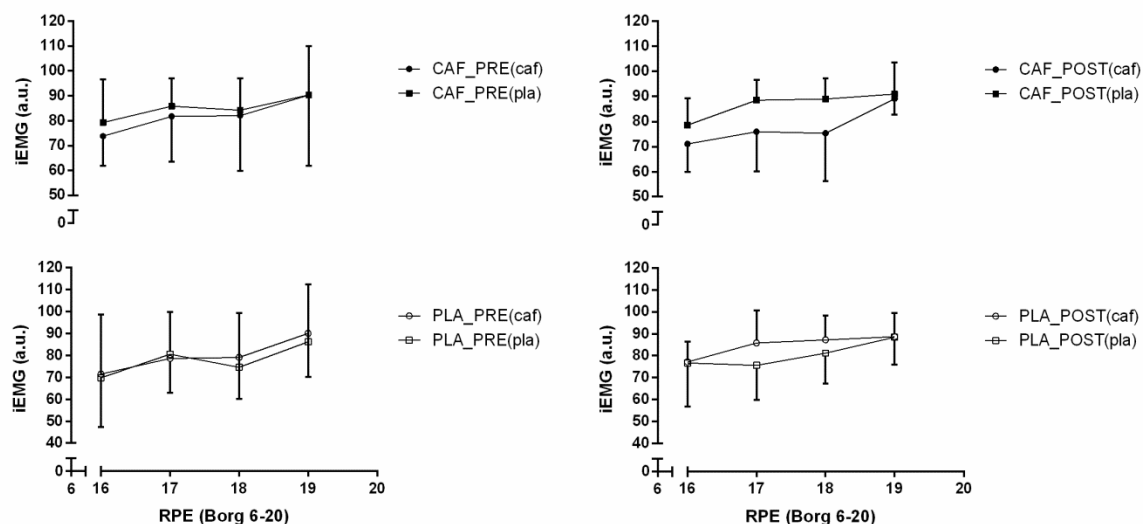 120
110
100
90
80
70
60
50
0
iEMG (a.u.)
CAF_PRE(caf)
CAF_PRE(pla)
120
110
100
90
80
70
60
50
0
iEMG (a.u.)
CAF_POST(caf)
CAF_POST(pla)
120
110
100
90
80
70
60
50
40
0
iEMG (a.u.)
PLA_PRE(caf)
PLA_PRE(pla)
6 16 17 18 19 20
RPE (Borg 6-20)
120
110
100
90
80
70
60
50
40
0
iEMG (a.u.)
PLA_POST(caf)
PLA_POST(pla)
6 16 17 18 19 20
RPE (Borg 6-20)